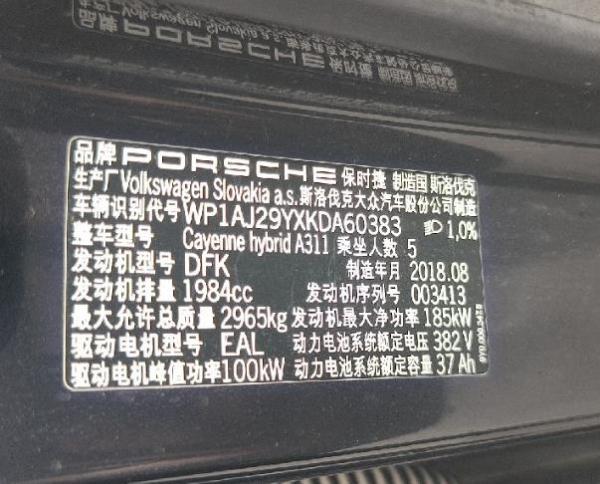 品牌 PORSCHE 保时捷 制造国 斯洛伐克
生产厂 Volkswagen Slovakia a.s. 斯洛伐克大众汽车股份公司制造
车辆识别代号 WP1AJ29YXKDA60383 1,0%
整车型号 Cayenne hybrid A311 乘坐人数 5
发动机型号 DFK 制造年月 2018.08
发动机排量 1984cc 发动机序列号 003413
最大允许总质量 2965kg 发动机最大净功率 185kW
驱动电机型号 EAL 动力电池系统额定电压 382 V
驱动电机峰值功率 100kW 动力电池系统额定容量 37 Ah